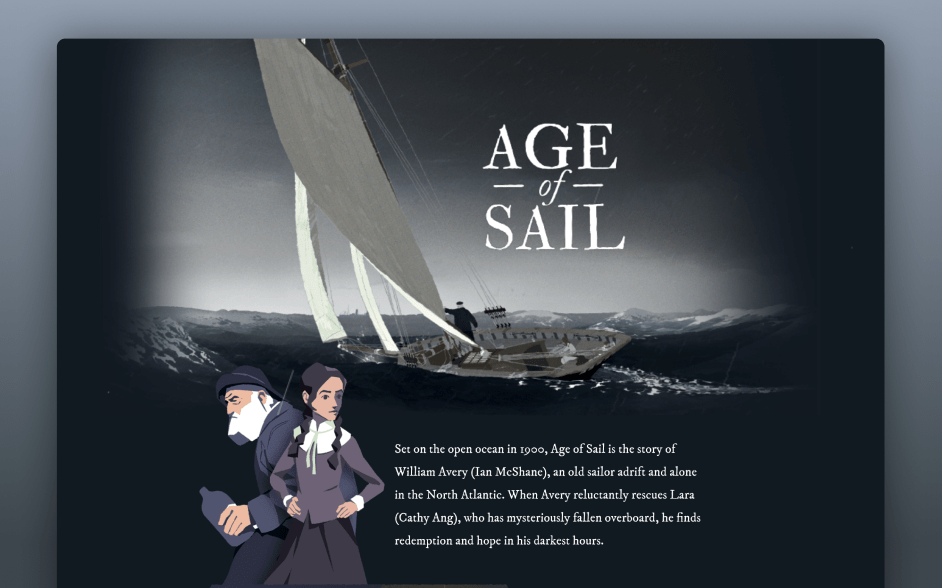 AGE
of
SAIL
Set on the open ocean in 1900, Age of Sail is the story of
William Avery (Ian McShane), an old sailor adrift and alone
in the North Atlantic. When Avery reluctantly rescues Lara
(Cathy Ang), who has mysteriously fallen overboard, he finds
redemption and hope in his darkest hours.